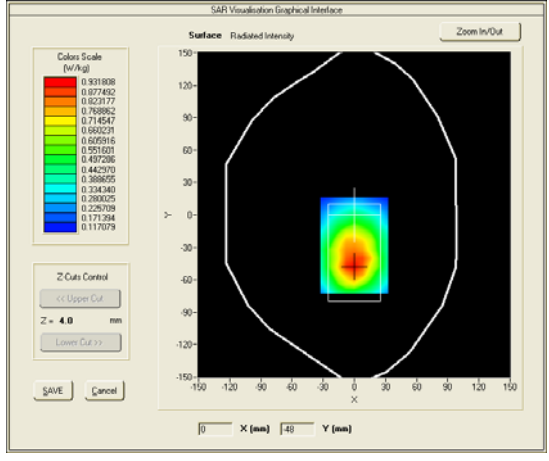 SAR Visualisation Graphical Interface
Surface Radiated Intensity
Zoom In/Out
Colors Scale
(W/kg)
0.931808
0.877492
0.823177
0.768862
0.714547
0.660231
0.605916
0.551601
0.497286
0.442970
0.388655
0.334340
0.280025
0.225709
0.171394
0.117079
Z Cuts Control
<< Upper Cut
Z = 4.0 mm
Lower Cut >>
SAVE Cancel
150
120
90
60
30
0
-30
-60
-90
-120
-150
Y
-150 -120 -90 -60 -30 0 30 60 90 120 150
X
0 X (mm) -48 Y (mm)